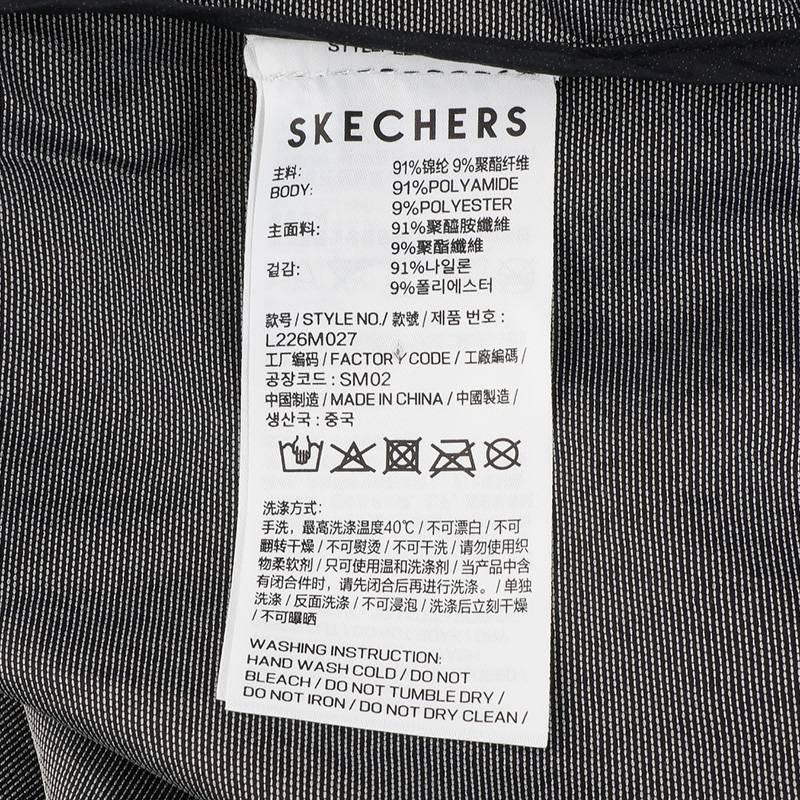 SKECHERS
主料: 91%锦纶 9%聚酯纤维
BODY: 91%POLYAMIDE
9%POLYESTER
主面料: 91%聚醯胺纖維
9%聚酯纖維
겉감: 91%나일론
9%폴리에스터
款号 / STYLE NO./ 款號 / 제품 번호 :
L226M027
工厂编码 / FACTORY CODE / 工廠編碼 /
공장코드 : SM02
中国制造 / MADE IN CHINA / 中國製造 /
생산국 : 중국
洗涤方式:
手洗，最高洗涤温度40℃ / 不可漂白 / 不可
翻转干燥 / 不可熨烫 / 不可干洗 / 请勿使用织
物柔软剂 / 只可使用温和洗涤剂 / 当产品中含
有闭合件时，请先闭合后再进行洗涤。/ 单独
洗涤 / 反面洗涤 / 不可浸泡 / 洗涤后立刻干燥
/ 不可曝晒
WASHING INSTRUCTION:
HAND WASH COLD / DO NOT
BLEACH / DO NOT TUMBLE DRY /
DO NOT IRON / DO NOT DRY CLEAN /